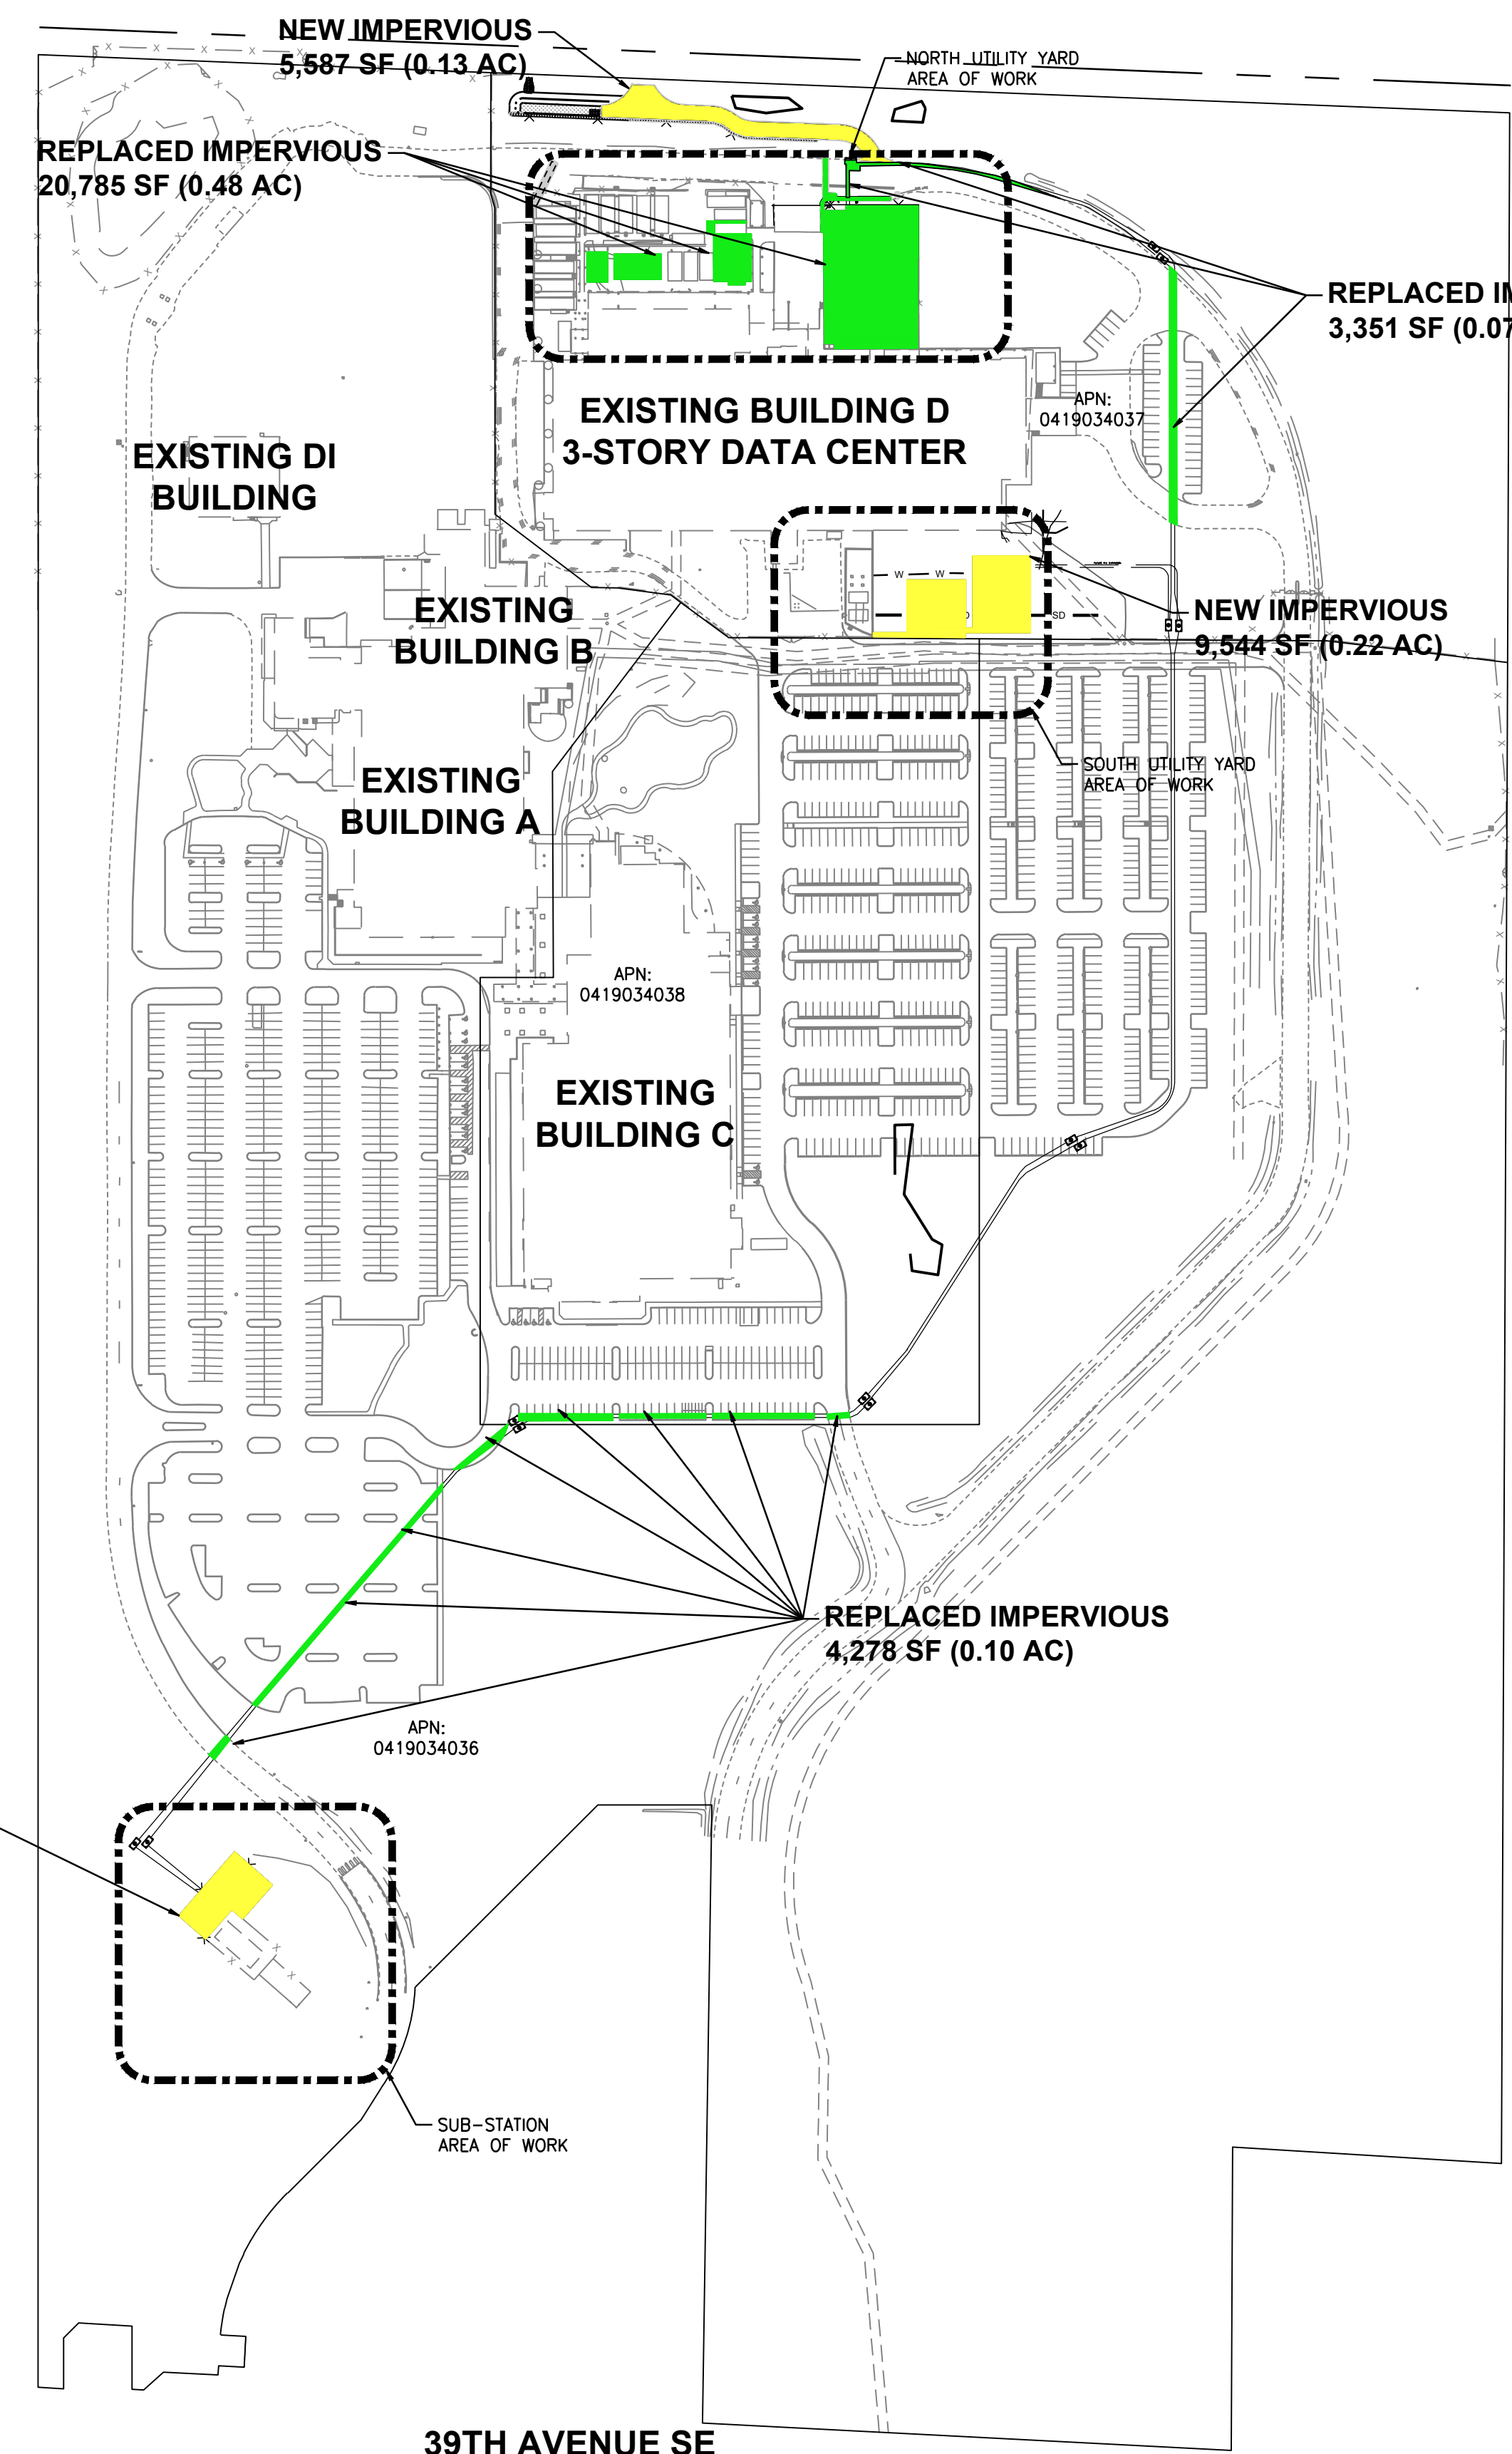 NEW IMPERVIOUS
5,587 SF (0.13 AC)
NORTH UTILITY YARD
AREA OF WORK
REPLACED IMPERVIOUS
20,785 SF (0.48 AC)
REPLACED IM
3,351 SF (0.07
EXISTING BUILDING D
3-STORY DATA CENTER
APN:
0419034037
EXISTING DI
BUILDING
W W
SD
EXISTING
BUILDING B
NEW IMPERVIOUS
9,544 SF (0.22 AC)
SOUTH UTILITY YARD
AREA OF WORK
EXISTING
BUILDING A
APN:
0419034038
EXISTING
BUILDING C
REPLACED IMPERVIOUS
4,278 SF (0.10 AC)
APN:
0419034036
SUB-STATION
AREA OF WORK
39TH AVENUE SE